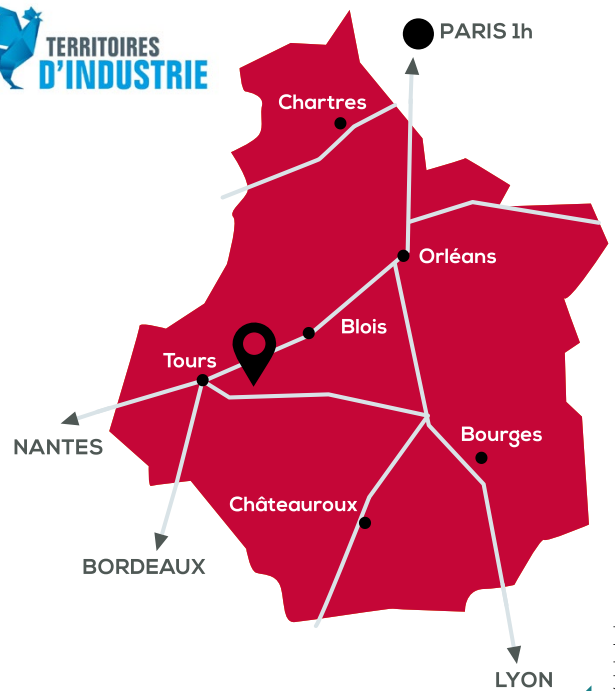 TERRITOIRES
D'INDUSTRIE
PARIS 1h
Chartres
Orléans
Blois
Tours
NANTES
Bourges
Châteauroux
BORDEAUX
LYON